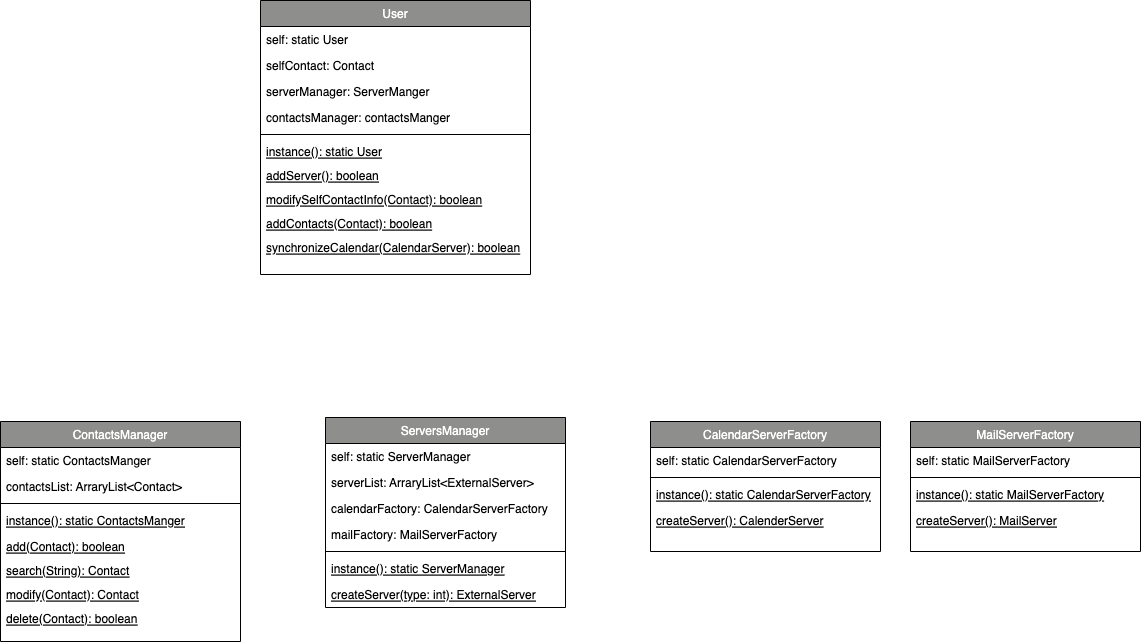 User
self: static User
selfContact: Contact
serverManager: ServerManger
contactsManager: contactsManger
instance(): static User
addServer(): boolean
modifySelfContactInfo(Contact): boolean
addContacts(Contact): boolean
synchronizeCalendar(CalendarServer): boolean
ContactsManager
self: static ContactsManger
contactsList: ArraryList<Contact>
instance(): static ContactsManger
add(Contact): boolean
search(String): Contact
modify(Contact): Contact
delete(Contact): boolean
ServersManager
self: static ServerManager
serverList: ArraryList<ExternalServer>
calendarFactory: CalendarServerFactory
mailFactory: MailServerFactory
instance(): static ServerManager
createServer(type: int): ExternalServer
CalendarServerFactory
self: static CalendarServerFactory
instance(): static CalendarServerFactory
createServer(): CalenderServer
MailServerFactory
self: static MailServerFactory
instance(): static MailServerFactory
createServer(): MailServer